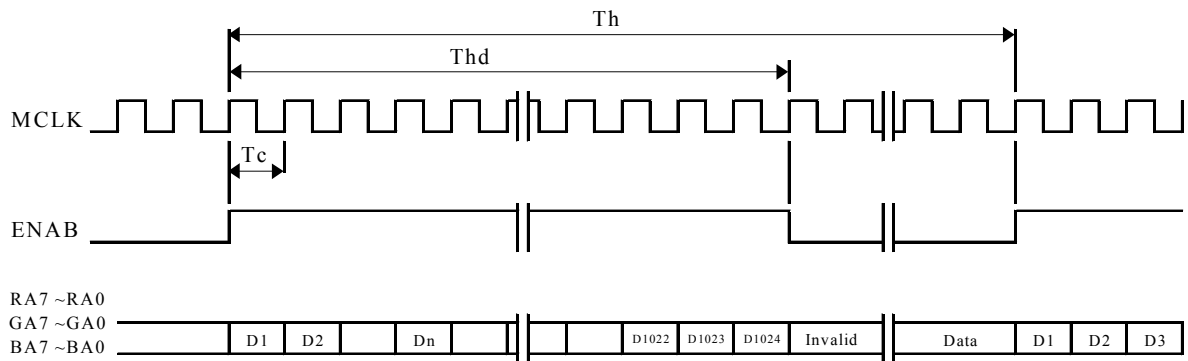 Th
Thd
MCLK
Tc
ENAB
RA7 ~RA0
GA7 ~GA0
BA7 ~BA0
D1 D2 Dn D1022 D1023 D1024 Invalid Data D1 D2 D3